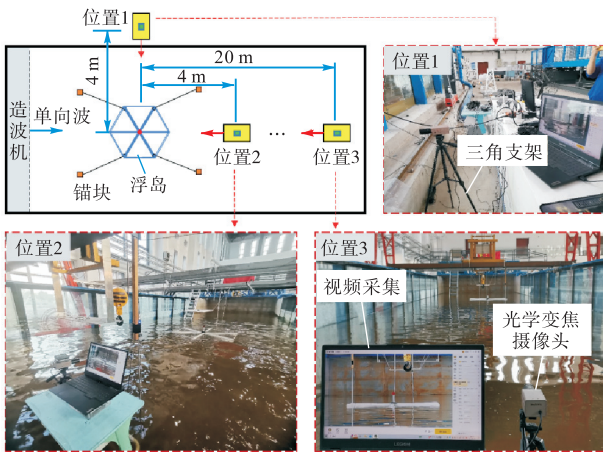 位置1
4 m
20 m
4 m
造波机
单向波
锚块
浮岛
位置2
…
位置3
位置1
三角支架
位置2
位置3
视频采集
光学变焦
摄像头